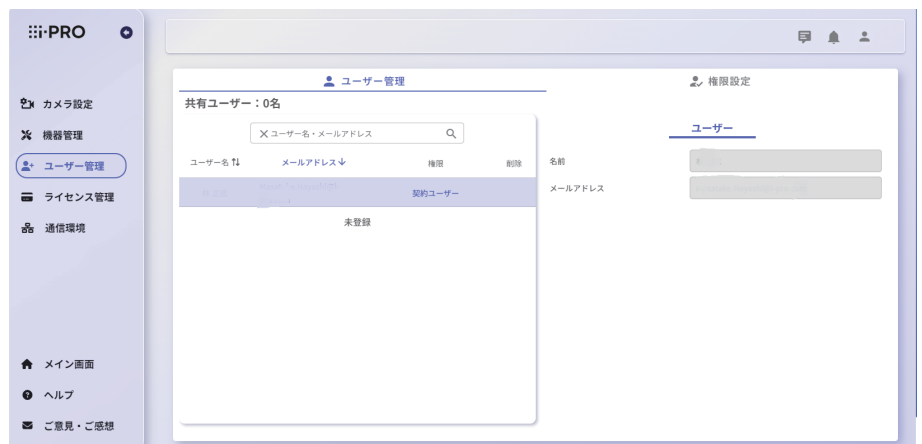 i-PRO
ユーザー管理
権限設定
共有ユーザー：0名
カメラ設定
機器管理
ユーザー管理
ライセンス管理
通信環境
メイン画面
ヘルプ
ご意見・ご感想
ユーザー名・メールアドレス
ユーザー名 メールアドレス 権限 削除
契約ユーザー
未登録
ユーザー
名前
メールアドレス